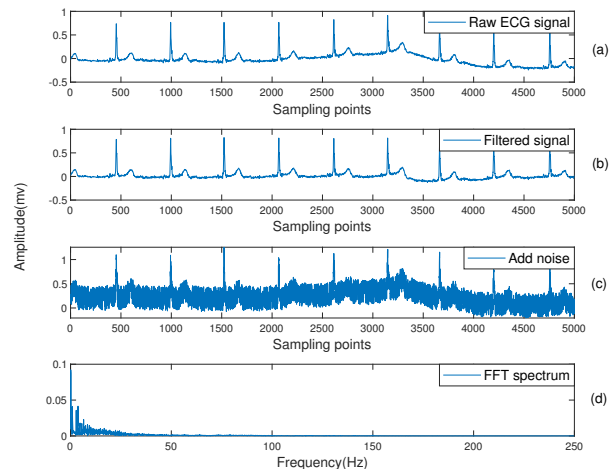 1
0.5
0
-0.5
Raw ECG signal
(a)
0 500 1000 1500 2000 2500 3000 3500 4000 4500 5000
Sampling points
1
0.5
0
-0.5
Filtered signal
(b)
0 500 1000 1500 2000 2500 3000 3500 4000 4500 5000
Amplitude(mv)
1
0.5
0
Add noise
(c)
0 500 1000 1500 2000 2500 3000 3500 4000 4500 5000
Sampling points
0.1
0.05
0
FFT spectrum
(d)
0 50 100 150 200 250
Frequency(Hz)